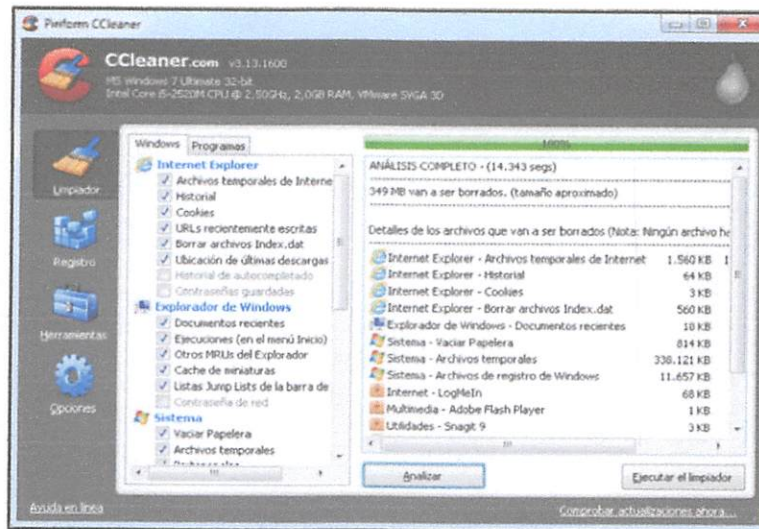 Piriform CCleaner
CCleaner.com v3.13.1600
MS Windows 7 Ultimate 32-bit
Intel Core i5-2520M CPU @ 2.50GHz, 2,0GB RAM, VMware SVGA 3D
Limpiador
Registro
Herramientas
Opciones
Windows Programas
Internet Explorer
Archivos temporales de Interne
Historial
Cookies
URLs recientemente escritas
Borrar archivos Index.dat
Ubicación de últimas descargas
Historial de autocompletado
Contraseñas guardadas
Explorador de Windows
Documentos recientes
Ejecuciones (en el menú Inicio)
Otros MRUs del Explorador
Cache de miniaturas
Listas Jump Lists de la barra de
Contraseña de red
Sistema
Vaciar Papelera
Archivos temporales
100%
ANÁLISIS COMPLETO - (14.343 segs)
349 MB van a ser borrados. (tamaño aproximado)
Detalles de los archivos que van a ser borrados (Nota: Ningún archivo he
Internet Explorer - Archivos temporales de Internet 1.560 KB 1
Internet Explorer - Historial 64 KB
Internet Explorer - Cookies 3 KB
Internet Explorer - Borrar archivos Index.dat 560 KB
Explorador de Windows - Documentos recientes 18 KB
Sistema - Vaciar Papelera 814 KB
Sistema - Archivos temporales 338.121 KB
Sistema - Archivos de registro de Windows 11.657 KB
Internet - LogMeIn 68 KB
Multimedia - Adobe Flash Player 1 KB
Utilidades - Snagit 9 3 KB
Analizar
Ejecutar el limpiador
Ayuda en línea
Comprobar actualizaciones ahora...